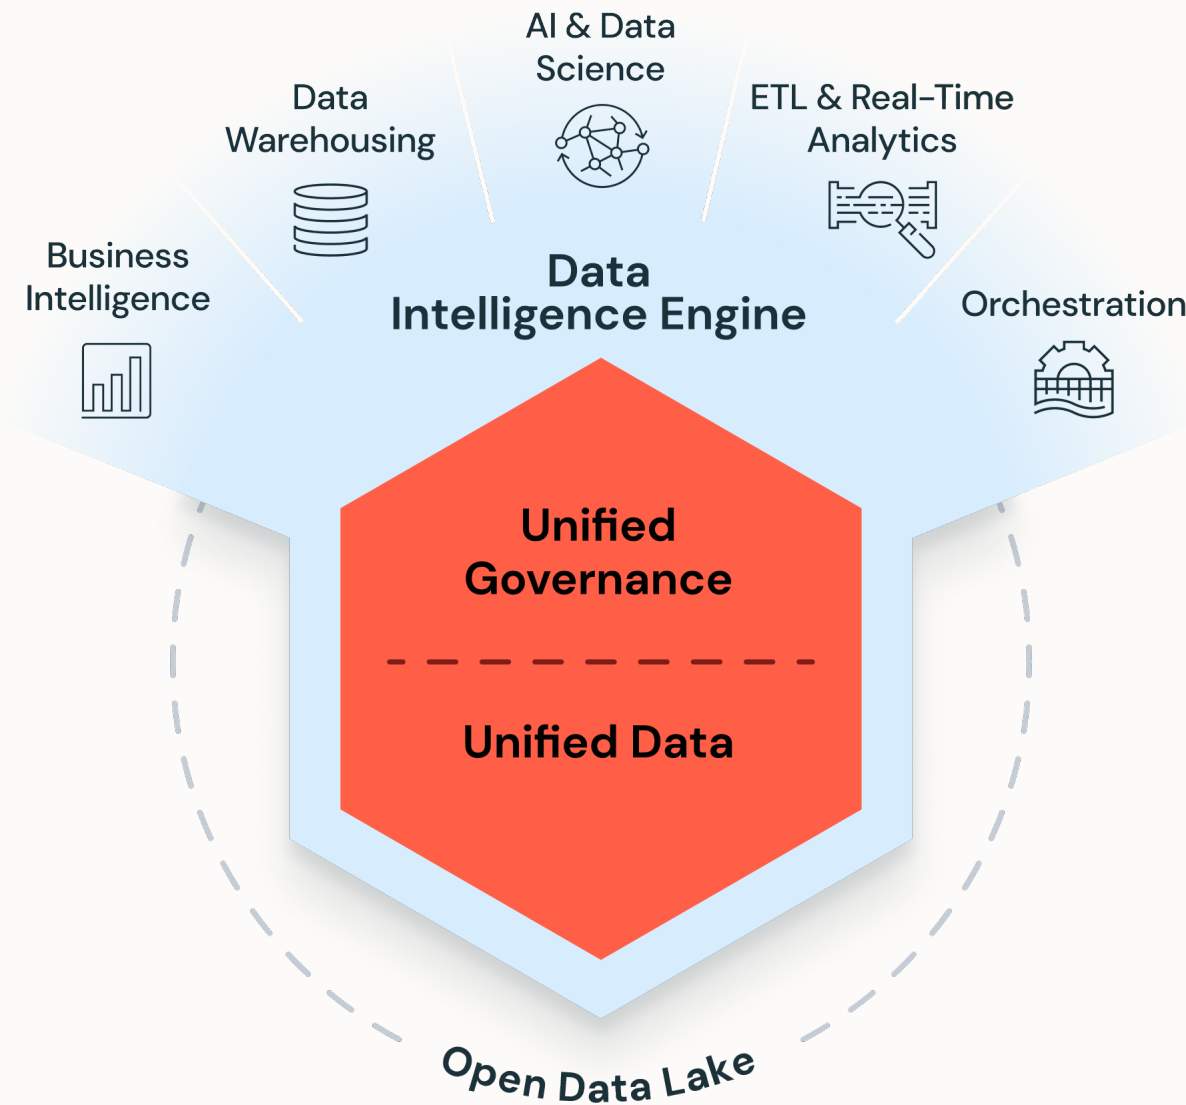 AI & Data
Science
Data
Warehousing
ETL & Real-Time
Analytics
Business
Intelligence
Orchestration
Data
Intelligence Engine
Unified
Governance
Unified Data
Open Data Lake